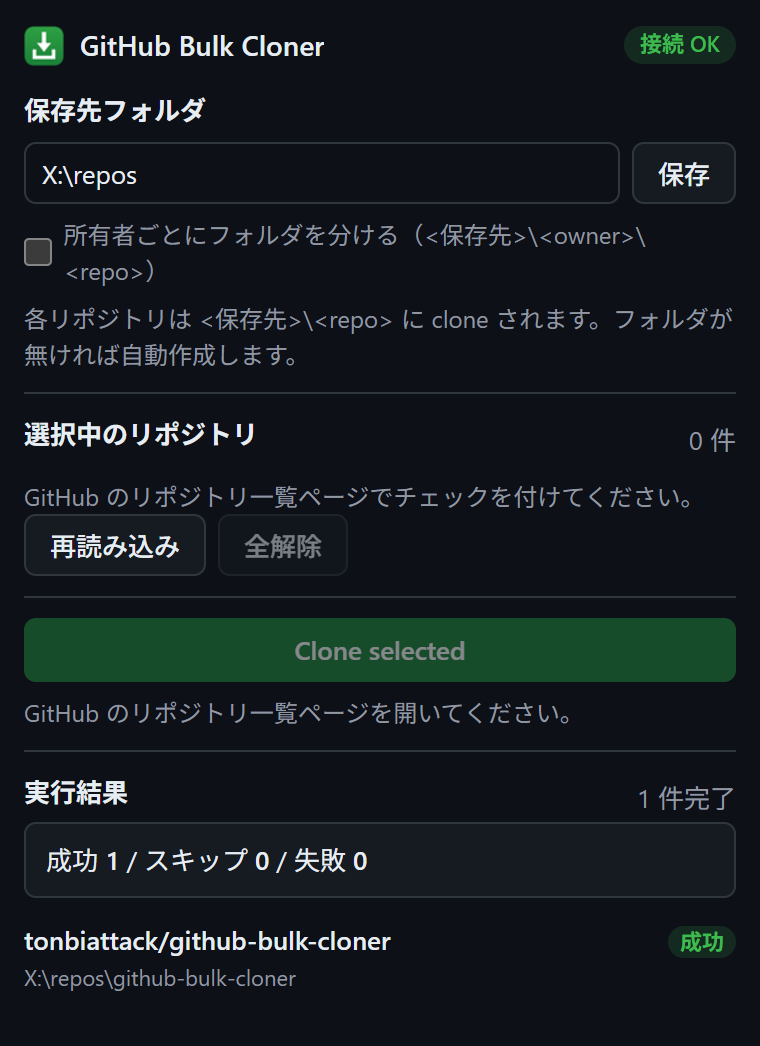 GitHub Bulk Cloner
接続 OK
保存先フォルダ
X:\repos
保存
所有者ごとにフォルダを分ける（<保存先>\<owner>\
<repo>）
各リポジトリは <保存先>\<repo> に clone されます。フォルダが
無ければ自動作成します。
選択中のリポジトリ
0 件
GitHub のリポジトリ一覧ページでチェックを付けてください。
再読み込み
全解除
Clone selected
GitHub のリポジトリ一覧ページを開いてください。
実行結果
1 件完了
成功 1 / スキップ 0 / 失敗 0
tonbiattack/github-bulk-cloner
成功
X:\repos\github-bulk-cloner